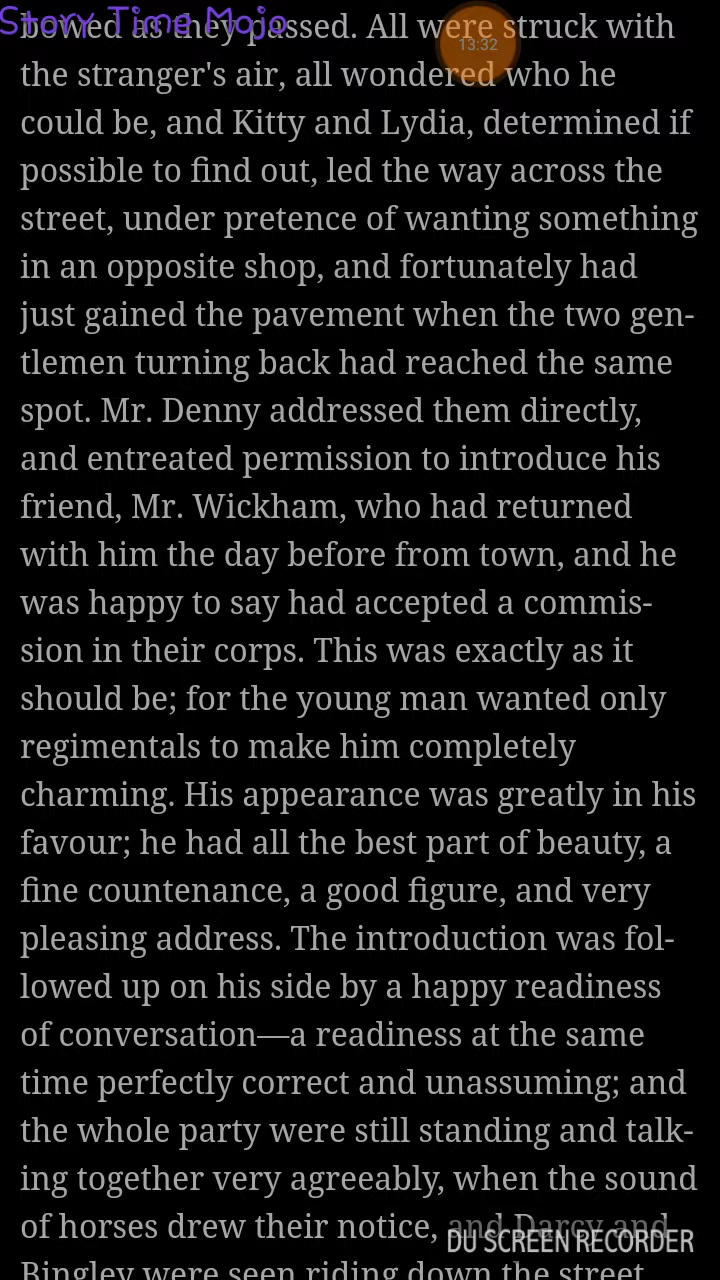 Story Time Mojo
13:32
bowed as they passed. All were struck with
the stranger's air, all wondered who he
could be, and Kitty and Lydia, determined if
possible to find out, led the way across the
street, under pretence of wanting something
in an opposite shop, and fortunately had
just gained the pavement when the two gen-
tlemen turning back had reached the same
spot. Mr. Denny addressed them directly,
and entreated permission to introduce his
friend, Mr. Wickham, who had returned
with him the day before from town, and he
was happy to say had accepted a commis-
sion in their corps. This was exactly as it
should be; for the young man wanted only
regimentals to make him completely
charming. His appearance was greatly in his
favour; he had all the best part of beauty, a
fine countenance, a good figure, and very
pleasing address. The introduction was fol-
lowed up on his side by a happy readiness
of conversation—a readiness at the same
time perfectly correct and unassuming; and
the whole party were still standing and talk-
ing together very agreeably, when the sound
of horses drew their notice, and Darcy and
DU SCREEN RECORDER
Bingley were seen riding down the street